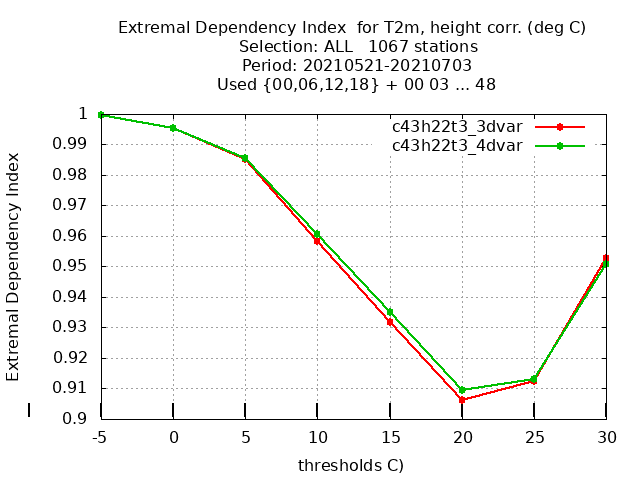 Extremal Dependency Index  for T2m, height corr. (deg C)
Selection: ALL   1067 stations
Period: 20210521-20210703
Used {00,06,12,18} + 00 03 ... 48
c43h22t3_3dvar
c43h22t3_4dvar
Extremal Dependency Index
1
0.99
0.98
0.97
0.96
0.95
0.94
0.93
0.92
0.91
0.9
-5 0 5 10 15 20 25 30
thresholds C)